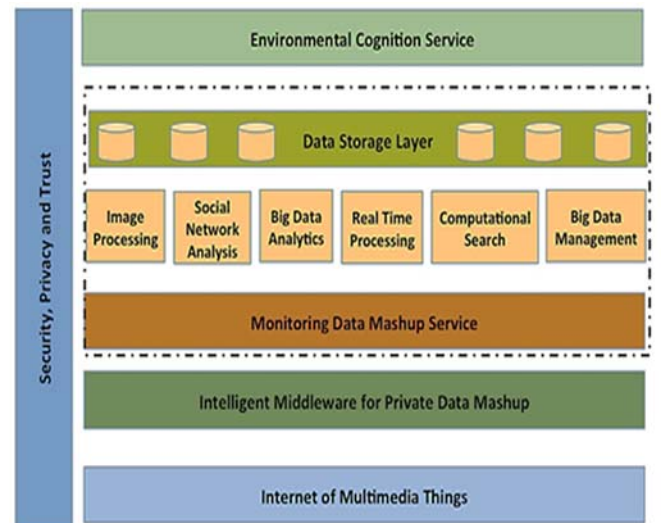 Security, Privacy and Trust
Environmental Cognition Service
Data Storage Layer
Image
Processing
Social
Network
Analysis
Big Data
Analytics
Real Time
Processing
Computational
Search
Big Data
Management
Monitoring Data Mashup Service
Intelligent Middleware for Private Data Mashup
Internet of Multimedia Things